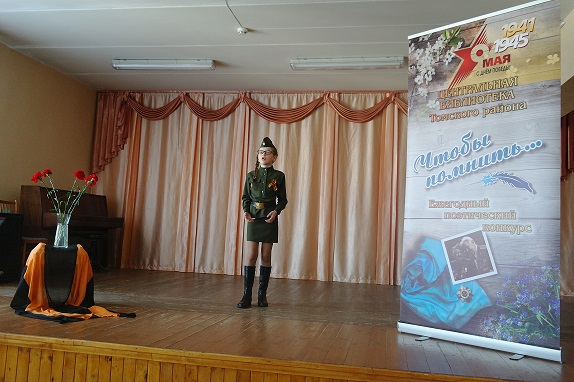 1941
1945
9
МАЯ
С ДНЁМ ПОБЕДЫ!
ЦЕНТРАЛЬНАЯ
БИБЛИОТЕКА
Томского района
Чтобы
помнить...
Ежегодный
поэтический
конкурс